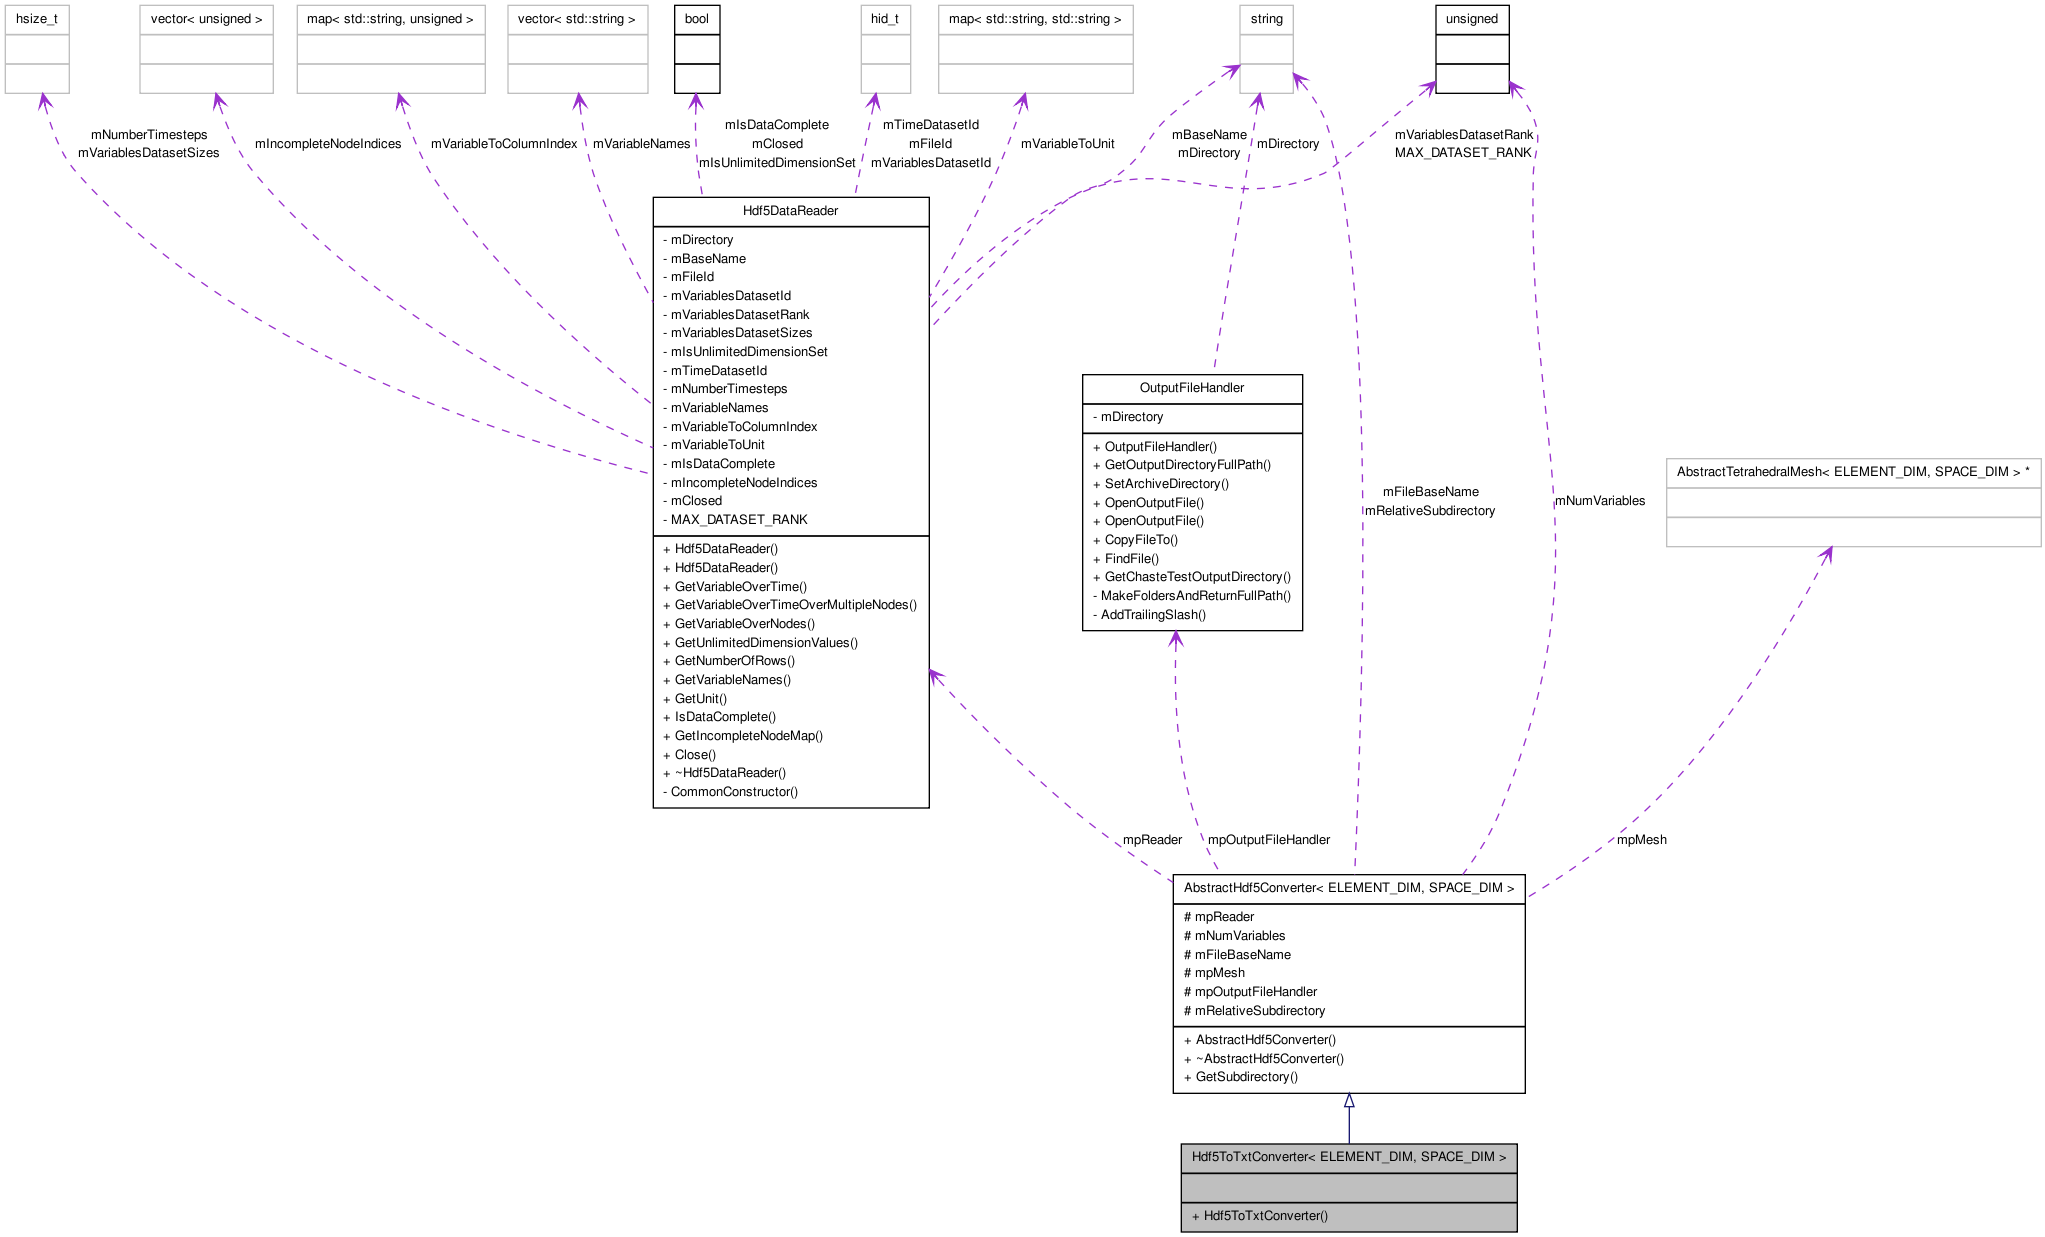 hsize_t
vector< unsigned >
map< std::string, unsigned >
vector< std::string >
bool
hid_t
map< std::string, std::string >
string
unsigned
mNumberTimesteps
mVariablesDatasetSizes
mIncompleteNodeIndices
mVariableToColumnIndex
mVariableNames
mIsDataComplete
mClosed
mIsUnlimitedDimensionSet
mTimeDatasetId
mFileId
mVariablesDatasetId
mVariableToUnit
mBaseName
mDirectory
mDirectory
mVariablesDatasetRank
MAX_DATASET_RANK
Hdf5DataReader
- mDirectory
- mBaseName
- mFileId
- mVariablesDatasetId
- mVariablesDatasetRank
- mVariablesDatasetSizes
- mIsUnlimitedDimensionSet
- mTimeDatasetId
- mNumberTimesteps
- mVariableNames
- mVariableToColumnIndex
- mVariableToUnit
- mIsDataComplete
- mIncompleteNodeIndices
- mClosed
- MAX_DATASET_RANK
+ Hdf5DataReader()
+ Hdf5DataReader()
+ GetVariableOverTime()
+ GetVariableOverTimeOverMultipleNodes()
+ GetVariableOverNodes()
+ GetUnlimitedDimensionValues()
+ GetNumberOfRows()
+ GetVariableNames()
+ GetUnit()
+ IsDataComplete()
+ GetIncompleteNodeMap()
+ Close()
+ ~Hdf5DataReader()
- CommonConstructor()
OutputFileHandler
- mDirectory
+ OutputFileHandler()
+ GetOutputDirectoryFullPath()
+ SetArchiveDirectory()
+ OpenOutputFile()
+ OpenOutputFile()
+ CopyFileTo()
+ FindFile()
+ GetChasteTestOutputDirectory()
- MakeFoldersAndReturnFullPath()
- AddTrailingSlash()
mFileBaseName
mRelativeSubdirectory
mNumVariables
AbstractTetrahedralMesh< ELEMENT_DIM, SPACE_DIM > *
mpReader
mpOutputFileHandler
mpMesh
AbstractHdf5Converter< ELEMENT_DIM, SPACE_DIM >
# mpReader
# mNumVariables
# mFileBaseName
# mpMesh
# mpOutputFileHandler
# mRelativeSubdirectory
+ AbstractHdf5Converter()
+ ~AbstractHdf5Converter()
+ GetSubdirectory()
Hdf5ToTxtConverter< ELEMENT_DIM, SPACE_DIM >
+ Hdf5ToTxtConverter()